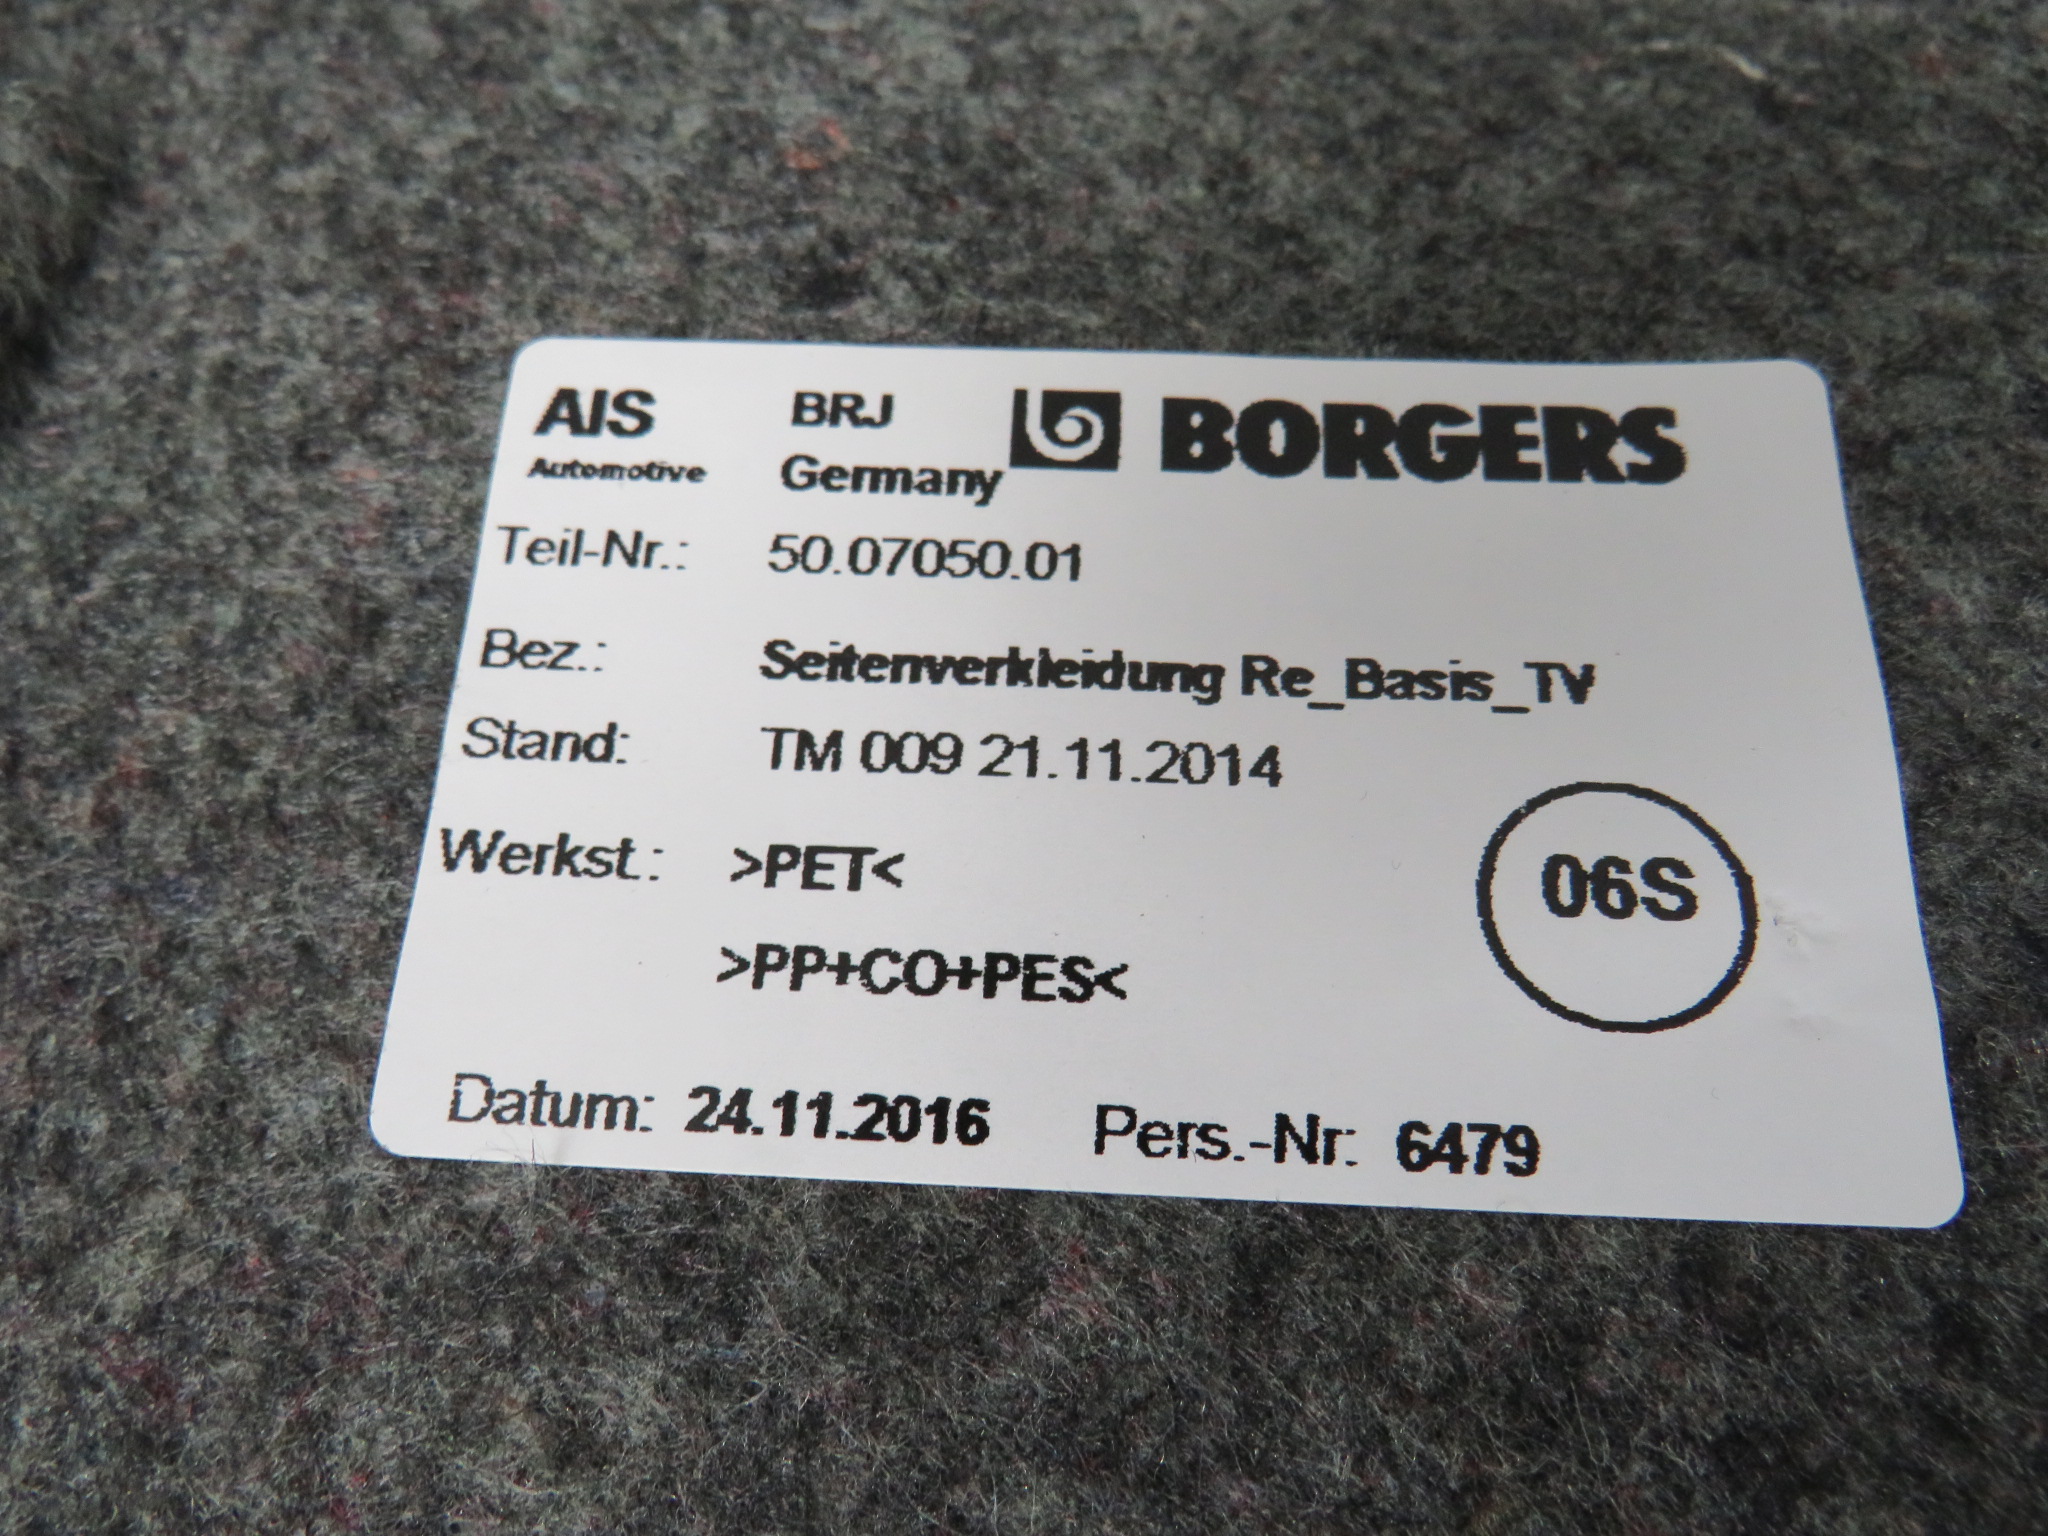 AIS BRJ BORGERS
Automotive Germany
Teil-Nr.: 50.07050.01
Bez.: Seitenverkleidung Re_Basis_TV
Stand: TM 009 21.11.2014
Werkst.: >PET<
06S
>PP+CO+PES<
Datum: 24.11.2016 Pers.-Nr: 6479